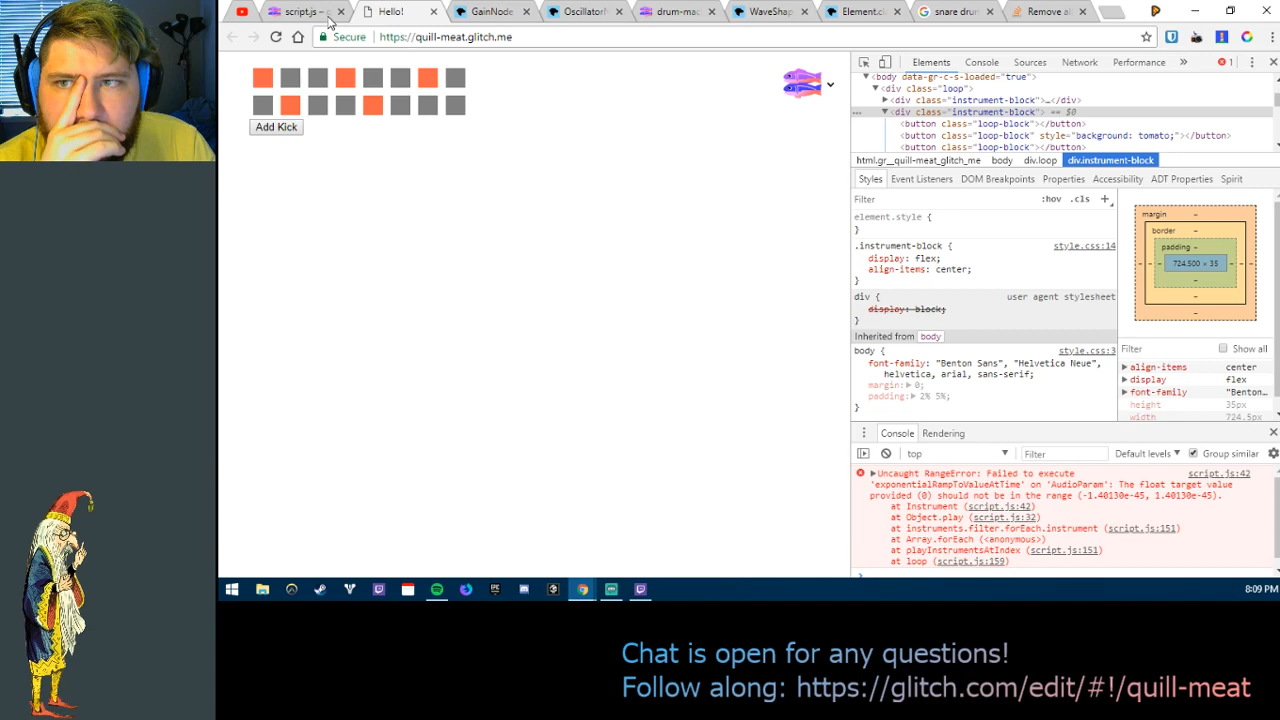 script.js – 
Hello!
GainNode
Oscillator
drum-mac
WaveShap
Element.cl
snare dru
Remove al
Secure
https://quill-meat.glitch.me
Add Kick
Elements
Console
Sources
Network
Performance
»
1
<body data-gr-c-s-loaded="true">
<div class="loop">
<div class="instrument-block">…</div>
<div class="instrument-block"> == $0
<button class="loop-block"></button>
<button class="loop-block" style="background: tomato;"></button>
<button class="loop-block"></button>
html.gr__quill-meat_glitch_me
body
div.loop
div.instrument-block
Styles
Event Listeners
DOM Breakpoints
Properties
Accessibility
ADT Properties
Spirit
Filter
:hov
.cls
+
element.style {
}
.instrument-block {
style.css:14
display: flex;
align-items: center;
}
div {
user agent stylesheet
display: block;
}
Inherited from body
body {
style.css:3
font-family: "Benton Sans", "Helvetica Neue",
helvetica, arial, sans-serif;
margin: 0;
padding: 2% 5%;
}
margin
–
border
–
padding –
724.500 × 35
Filter
Show all
align-items
center
display
flex
font-family
"Benton…
height
35px
width
724.5px
Console
Rendering
top
Filter
Default levels
Group similar
Uncaught RangeError: Failed to execute
script.js:42
'exponentialRampToValueAtTime' on 'AudioParam': The float target value
provided (0) should not be in the range (-1.40130e-45, 1.40130e-45).
at Instrument (script.js:42)
at Object.play (script.js:32)
at instruments.filter.forEach.instrument (script.js:151)
at Array.forEach (<anonymous>)
at playInstrumentsAtIndex (script.js:151)
at loop (script.js:159)
8:09 PM
Chat is open for any questions!
Follow along: https://glitch.com/edit/#!/quill-meat